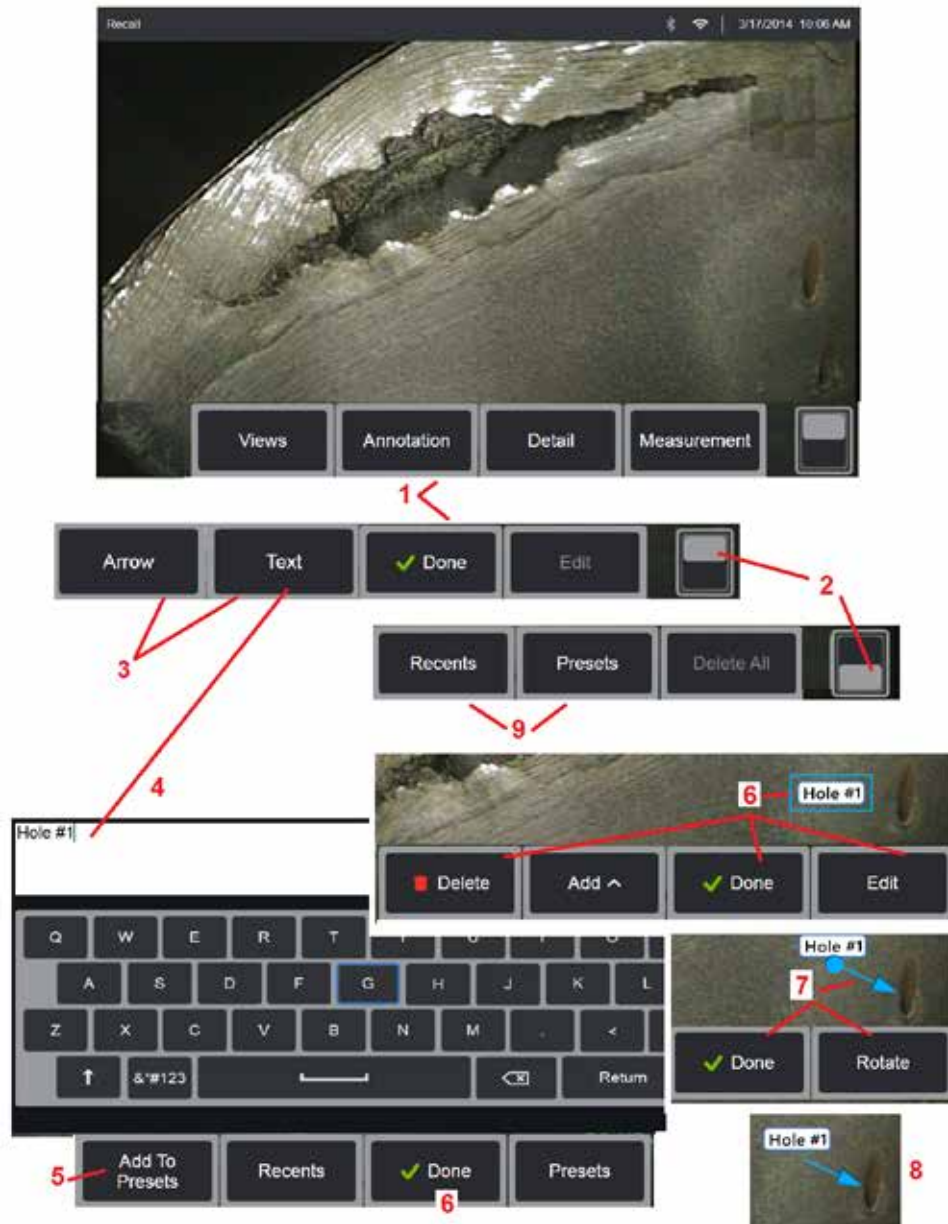 Recall 3/17/2014 10:06 AM
Views Annotation Detail Measurement
1
Arrow Text Done Edit
2
3
Recents Presets Delete All
9
4
6 Hole #1
Hole #1
Delete Add Done Edit
Q W E R T
A S D F G H J K L
Z X C V B N M . <
&*#123 Return
Hole #1
7
Done Rotate
5 Add To Presets Recents Done Presets
6
Hole #1
8